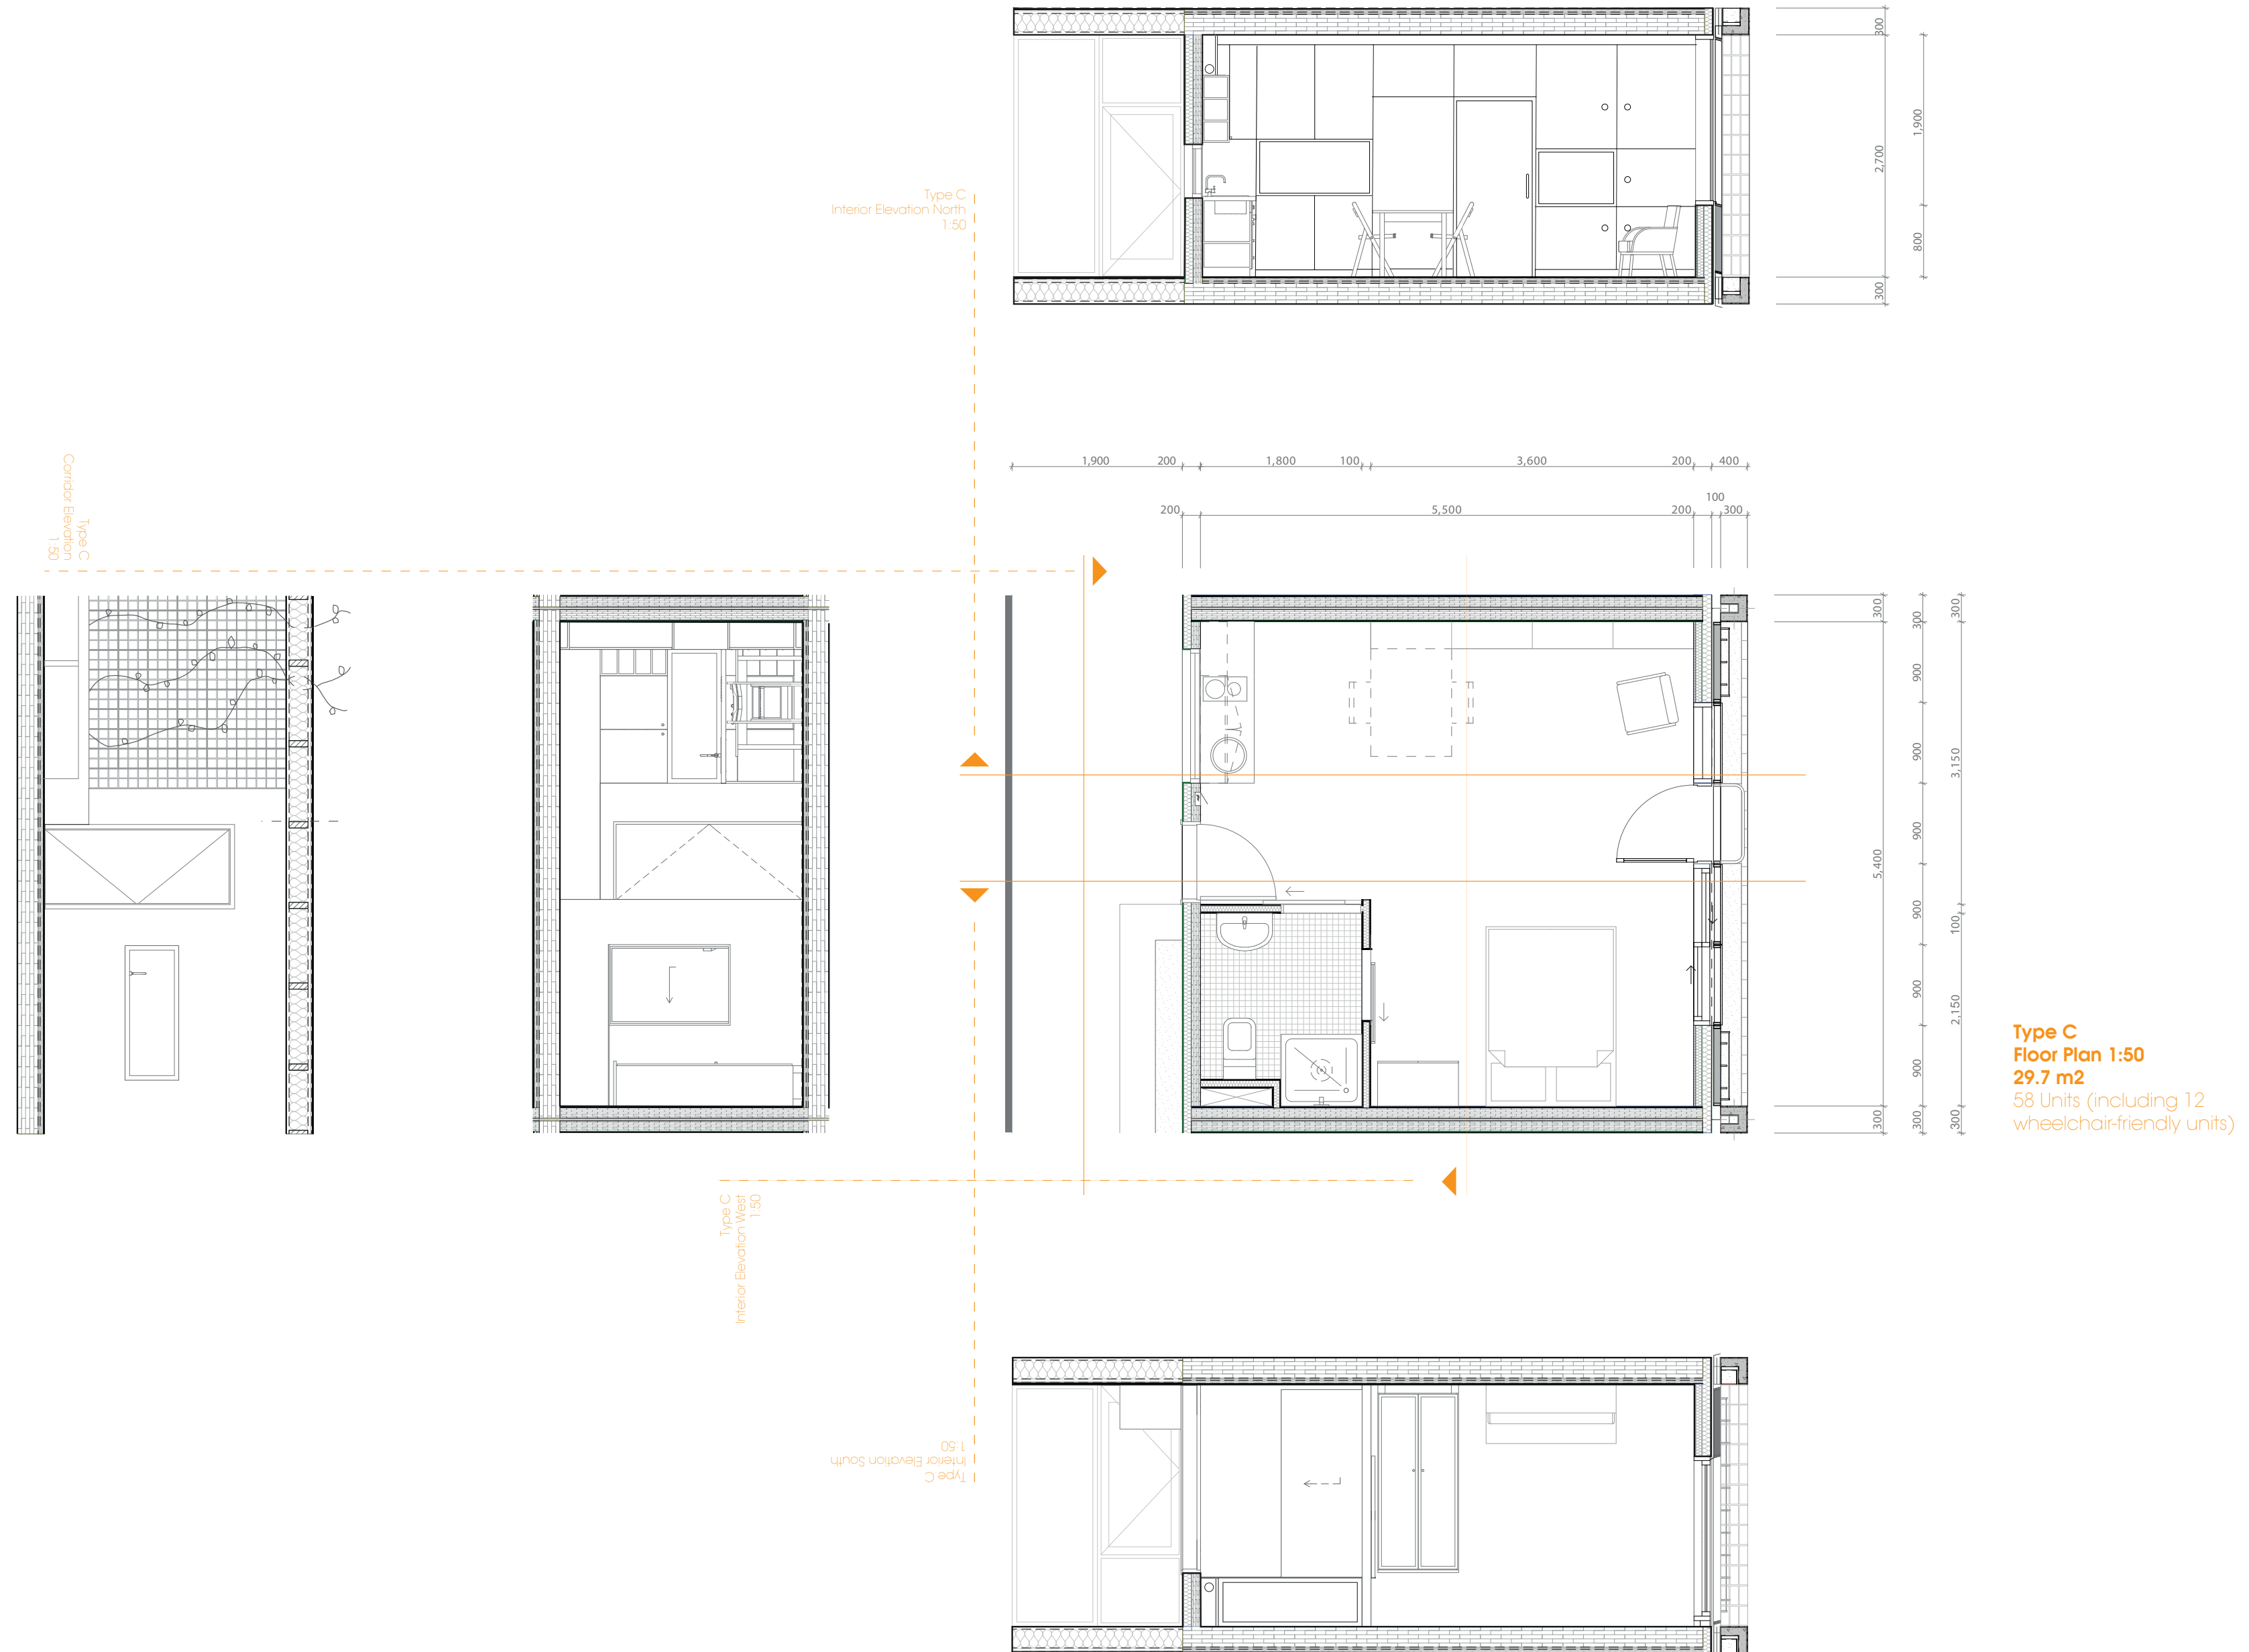 300
1,900
2,700
800
300
Type C
Interior Elevation North
1:50
1,900 200 1,800 100 3,600 200 400
100
200 5,500 200 300
Type C
Corridor Elevation
1:50
300 300 300
900
900
3,150
900
5,400
900
100
900
2,150
900
300 300 300
Type C
Floor Plan 1:50
29.7 m2
58 Units (including 12
wheelchair-friendly units)
Type C
Interior Elevation West
1:50
Type C
Interior Elevation South
1:50